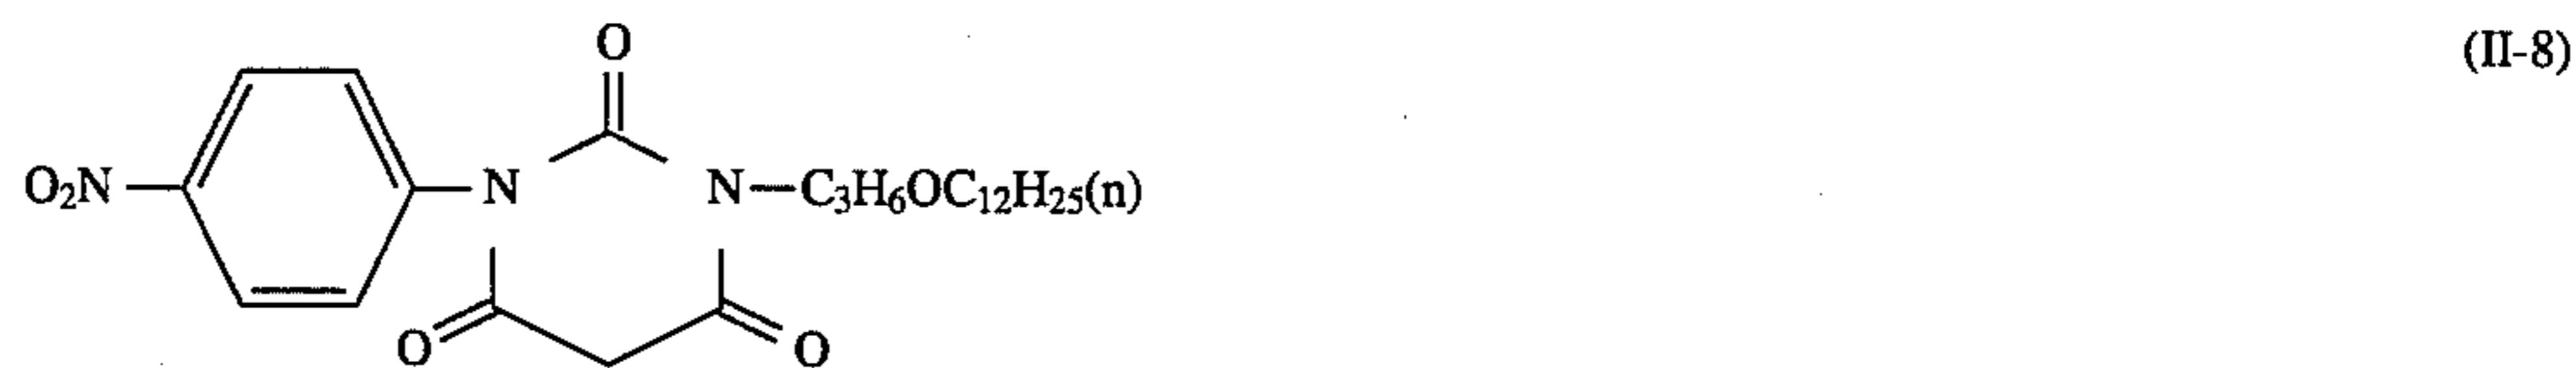 O
(II-8)
O₂N N N C₃H₆OC₁₂H₂₅(n)
O O